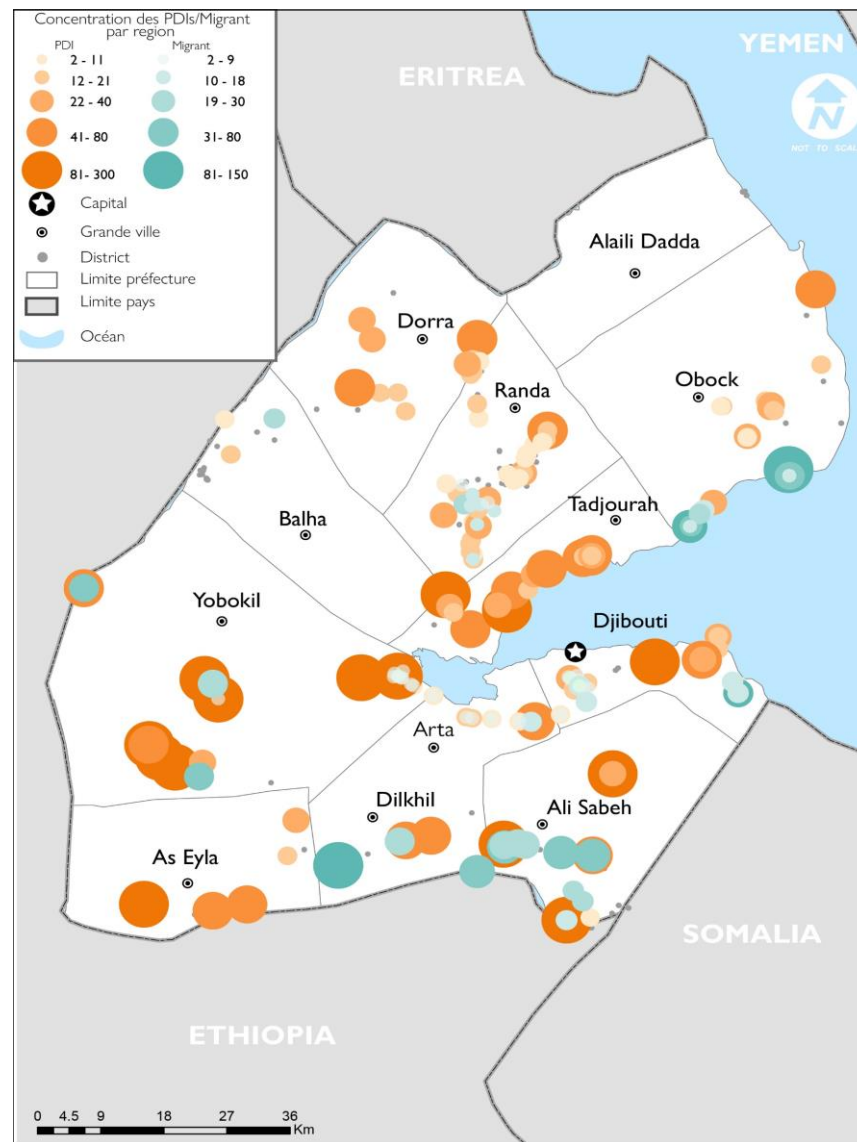 Concentration des PDIs/Migrant
par region
PDI Migrant
2 - 11 2 - 9
12 - 21 10 - 18
22 - 40 19 - 30
41 - 80 31 - 80
81 - 300 81 - 150
Capital
Grande ville
District
Limite préfecture
Limite pays
Océan
YEMEN
ERITREA
N
NOT TO SCALE
Alaili Dadda
Dorra
Obock
Randa
Tadjourah
Balha
Yobokil
Djibouti
Arta
Dilkhil
Ali Sabeh
As Eyla
SOMALIA
ETHIOPIA
0 4.5 9 18 27 36
Km